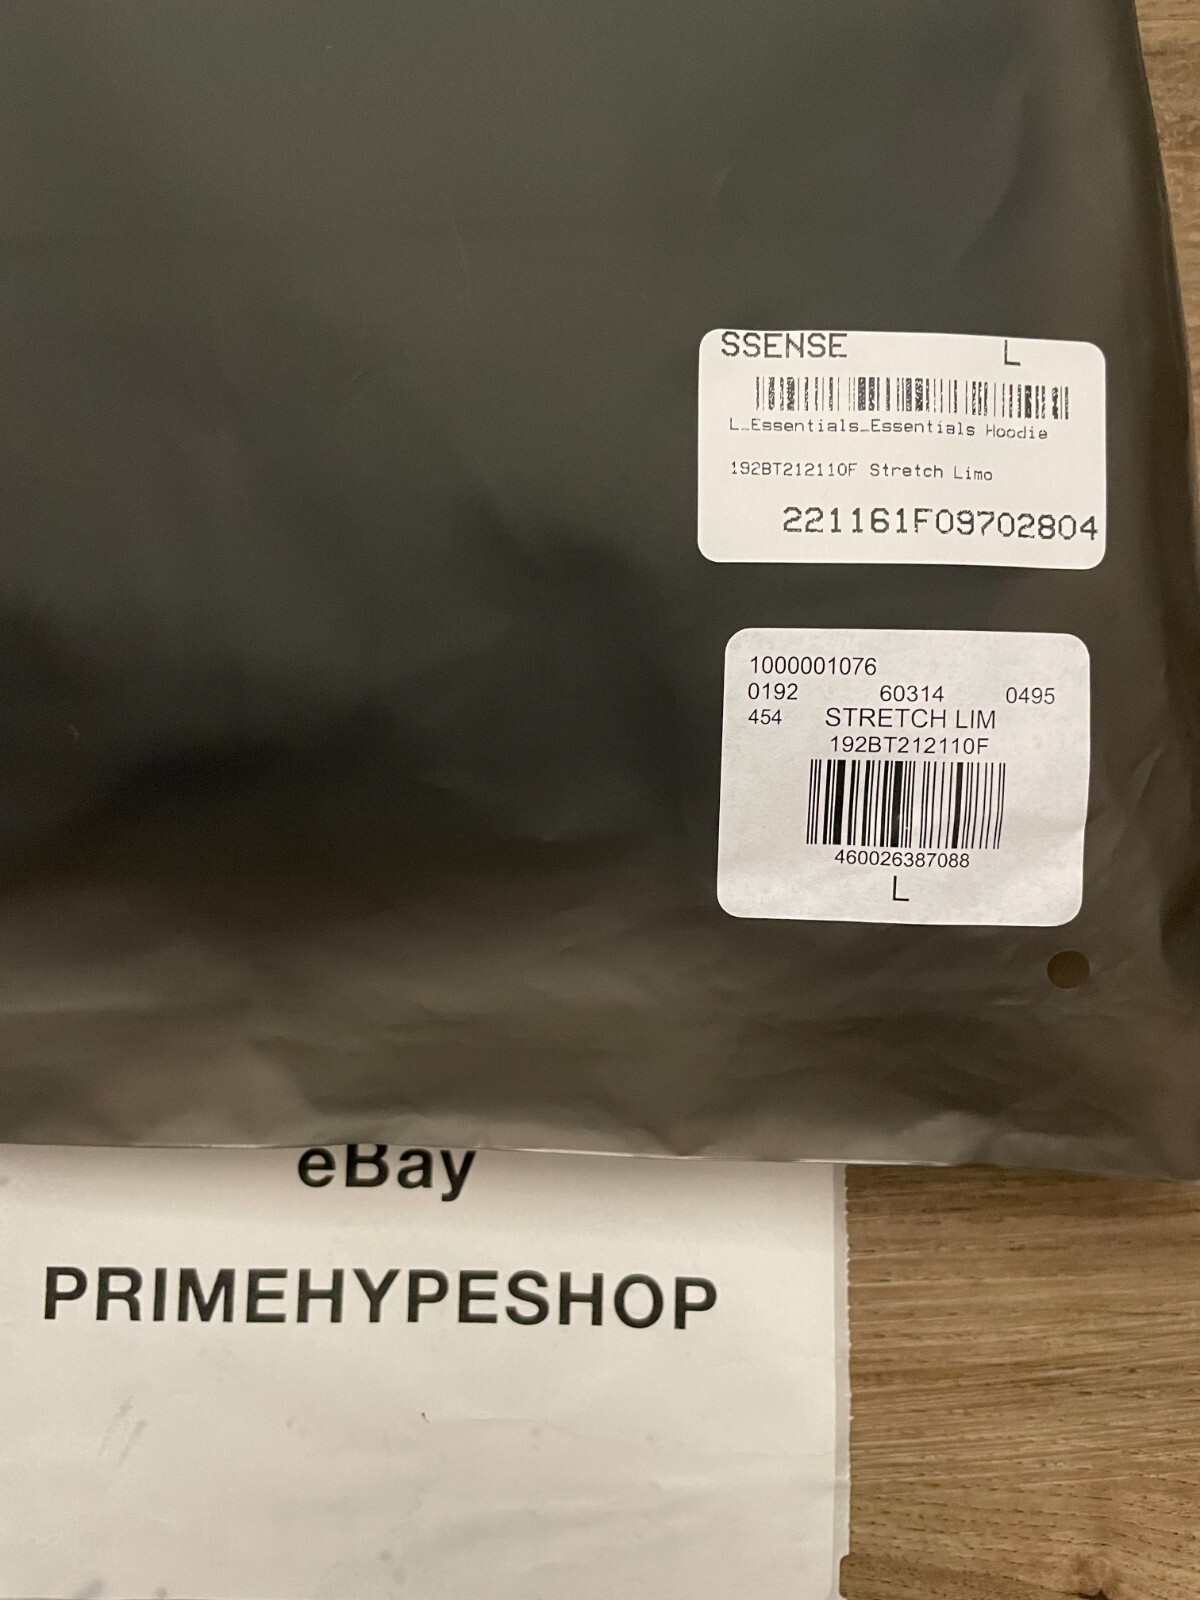 SSENSE L
L_Essentials_Essentials Hoodie
192BT212110F Stretch Limo
221161F09702804
1000001076
0192 60314 0495
454 STRETCH LIM
192BT212110F
460026387088
L
eBay
PRIMEHYPESHOP